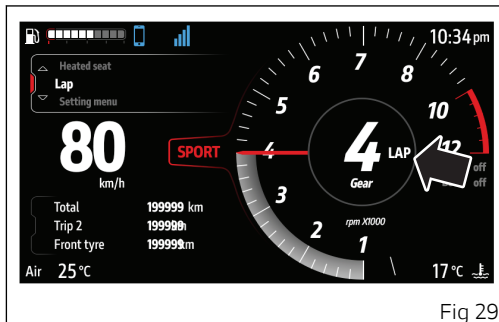 10:34 pm
Heated seat
Lap
Setting menu
80
km/h
SPORT
1
2
3
4
5
6
7
8
10
12
4
LAP
Gear
rpm X1000
off
off
Total 199999 km
Trip 2
Front tyre
Air 25 °C
17 °C
Fig 29